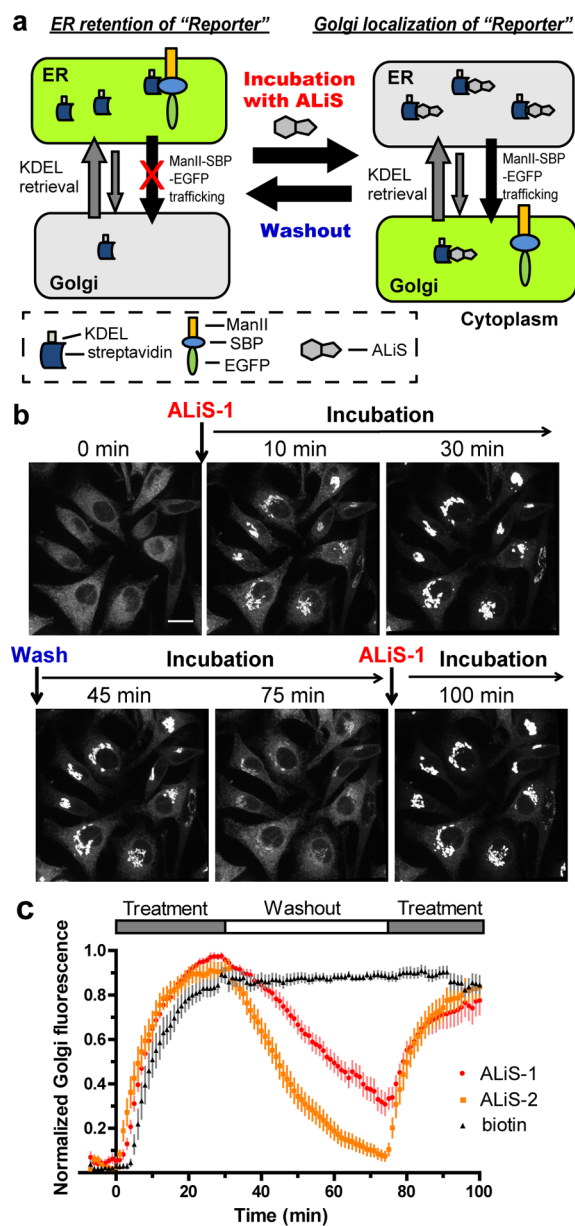 a ER retention of “Reporter” Golgi localization of “Reporter”
ER
Incubation
with ALiS
ER
KDEL
retrieval
ManII-SBP
-EGFP
trafficking
Washout
KDEL
retrieval
ManII-SBP
-EGFP
trafficking
Golgi
Golgi
Cytoplasm
KDEL
streptavidin
ManII
SBP
EGFP
ALiS
b
ALiS-1
Incubation
0 min 10 min 30 min
Wash Incubation ALiS-1 Incubation
45 min 75 min 100 min
c
Treatment Washout Treatment
Normalized Golgi fluorescence
1.0
0.8
0.6
0.4
0.2
ALiS-1
ALiS-2
biotin
0 20 40 60 80 100
Time (min)